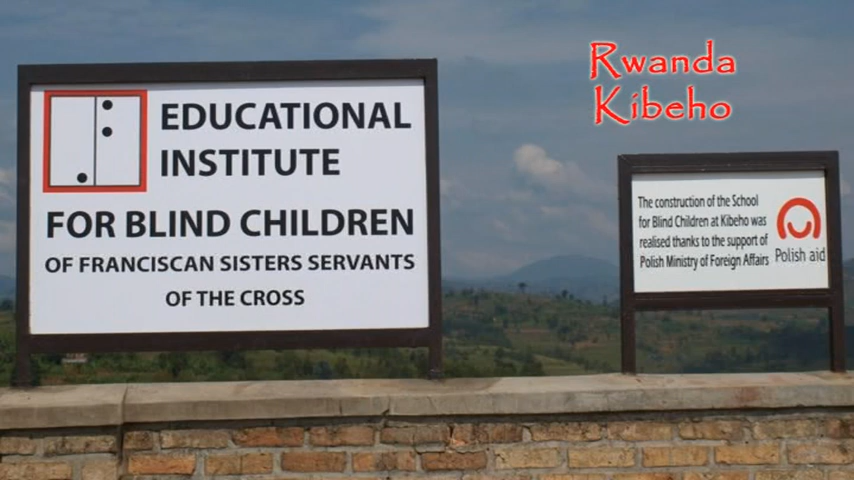 Rwanda
Kibeho
EDUCATIONAL
INSTITUTE
FOR BLIND CHILDREN
OF FRANCISCAN SISTERS SERVANTS
OF THE CROSS
The construction of the School
for Blind Children at Kibeho was
realised thanks to the support of
Polish Ministry of Foreign Affairs
Polish aid